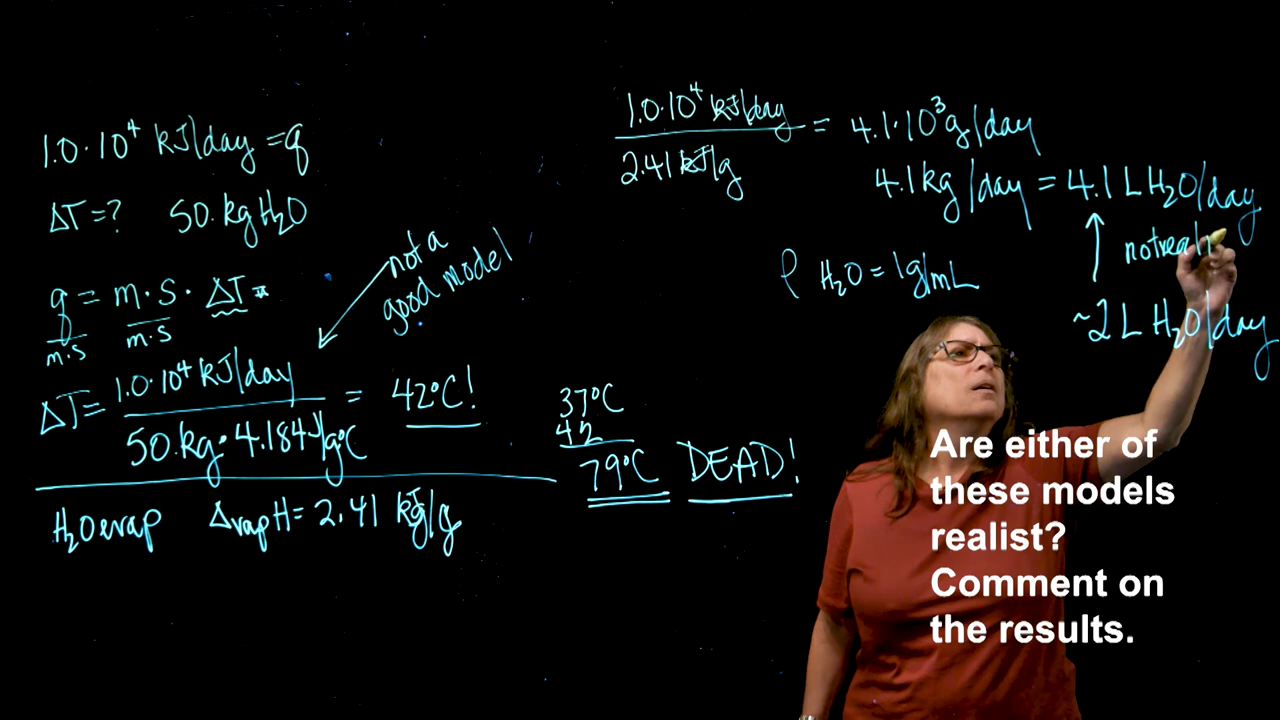 1.0·10⁴ kJ/day = q
ΔT = ? 50. kg H₂O
q = m·s·ΔT
m·s m·s
not a
good model
ΔT = 1.0·10⁴ kJ/day = 42°C!
50. kg · 4.184 J/g°C
37°C
42
79°C DEAD!
H₂O evap ΔvapH = 2.41 kJ/g
1.0·10⁴ kJ/day = 4.1·10³ g/day
2.41 kJ/g
4.1 kg/day = 4.1 L H₂O/day
not real
ρ H₂O = 1g/mL
~2 L H₂O/day
Are either of
these models
realist?
Comment on
the results.